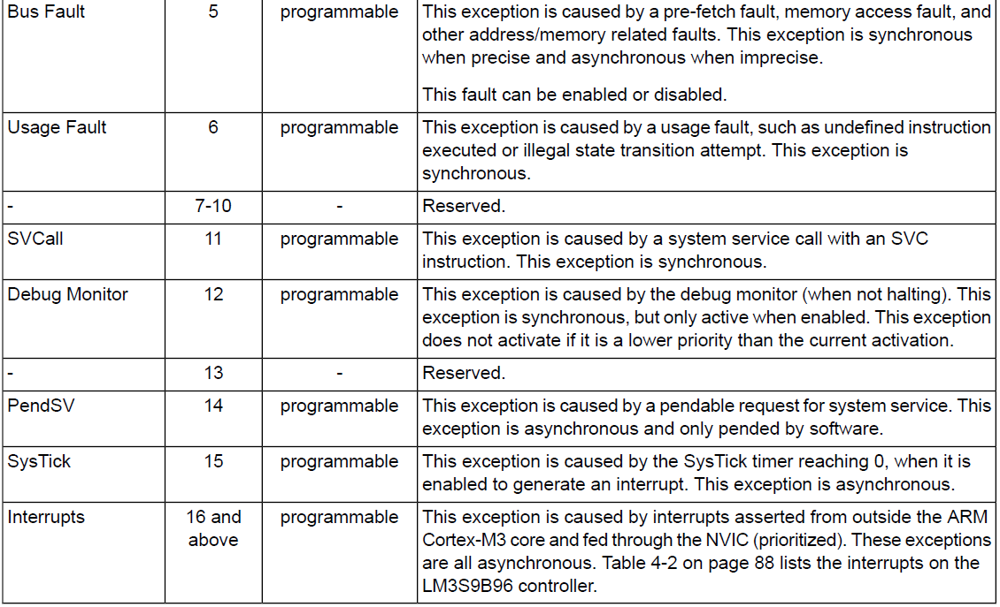 Bus Fault 5 programmable This exception is caused by a pre-fetch fault, memory access fault, and
other address/memory related faults. This exception is synchronous
when precise and asynchronous when imprecise.
This fault can be enabled or disabled.
Usage Fault 6 programmable This exception is caused by a usage fault, such as undefined instruction
executed or illegal state transition attempt. This exception is
synchronous.
- 7-10 - Reserved.
SVCall 11 programmable This exception is caused by a system service call with an SVC
instruction. This exception is synchronous.
Debug Monitor 12 programmable This exception is caused by the debug monitor (when not halting). This
exception is synchronous, but only active when enabled. This exception
does not activate if it is a lower priority than the current activation.
- 13 - Reserved.
PendSV 14 programmable This exception is caused by a pendable request for system service. This
exception is asynchronous and only pended by software.
SysTick 15 programmable This exception is caused by the SysTick timer reaching 0, when it is
enabled to generate an interrupt. This exception is asynchronous.
Interrupts 16 and programmable This exception is caused by interrupts asserted from outside the ARM
above Cortex-M3 core and fed through the NVIC (prioritized). These exceptions
are all asynchronous. Table 4-2 on page 88 lists the interrupts on the
LM3S9B96 controller.